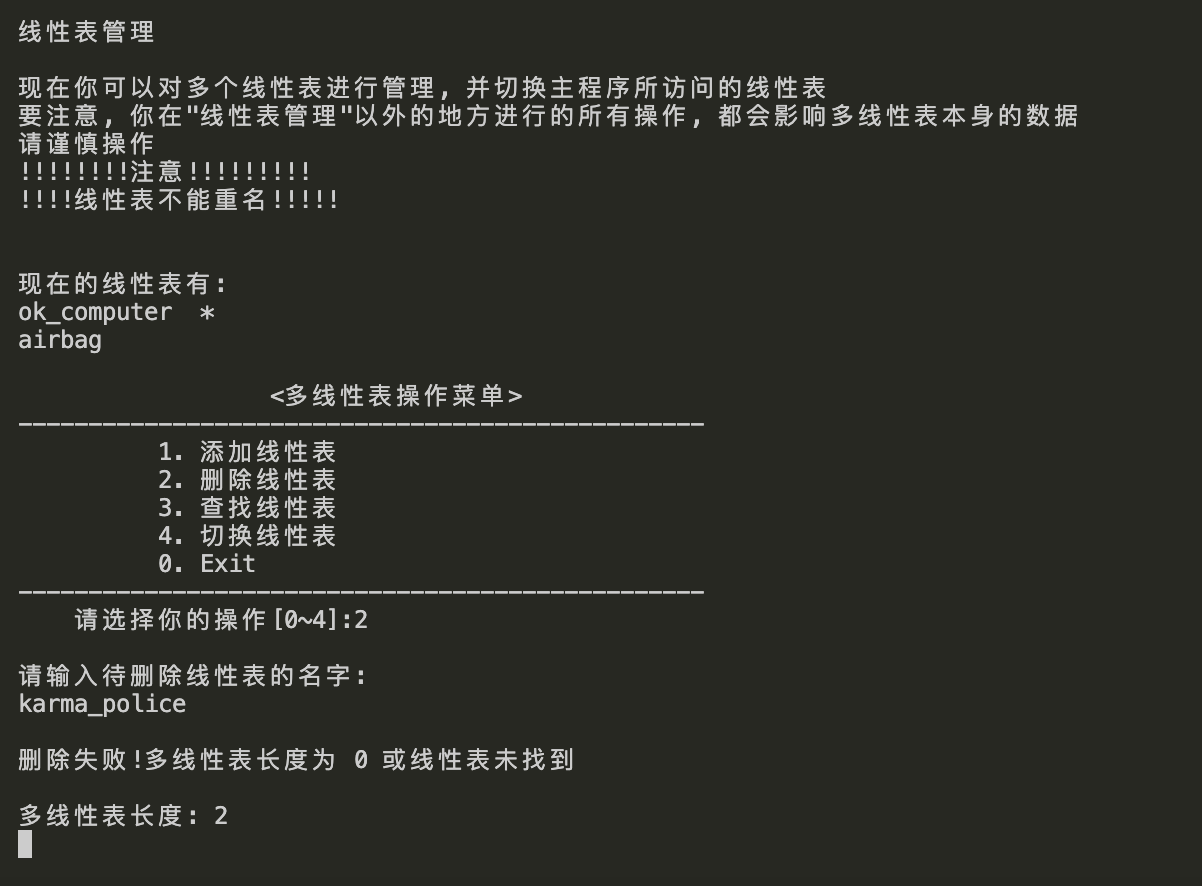 线性表管理
现在你可以对多个线性表进行管理, 并切换主程序所访问的线性表
要注意, 你在"线性表管理"以外的地方进行的所有操作, 都会影响多线性表本身的数据
请谨慎操作
!!!!!!!!注意!!!!!!!!!
!!!!线性表不能重名!!!!!
现在的线性表有:
ok_computer  *
airbag
<多线性表操作菜单>
-------------------------------------------------
1. 添加线性表
2. 删除线性表
3. 查找线性表
4. 切换线性表
0. Exit
-------------------------------------------------
请选择你的操作[0~4]:2
请输入待删除线性表的名字:
karma_police
删除失败!多线性表长度为 0 或线性表未找到
多线性表长度: 2